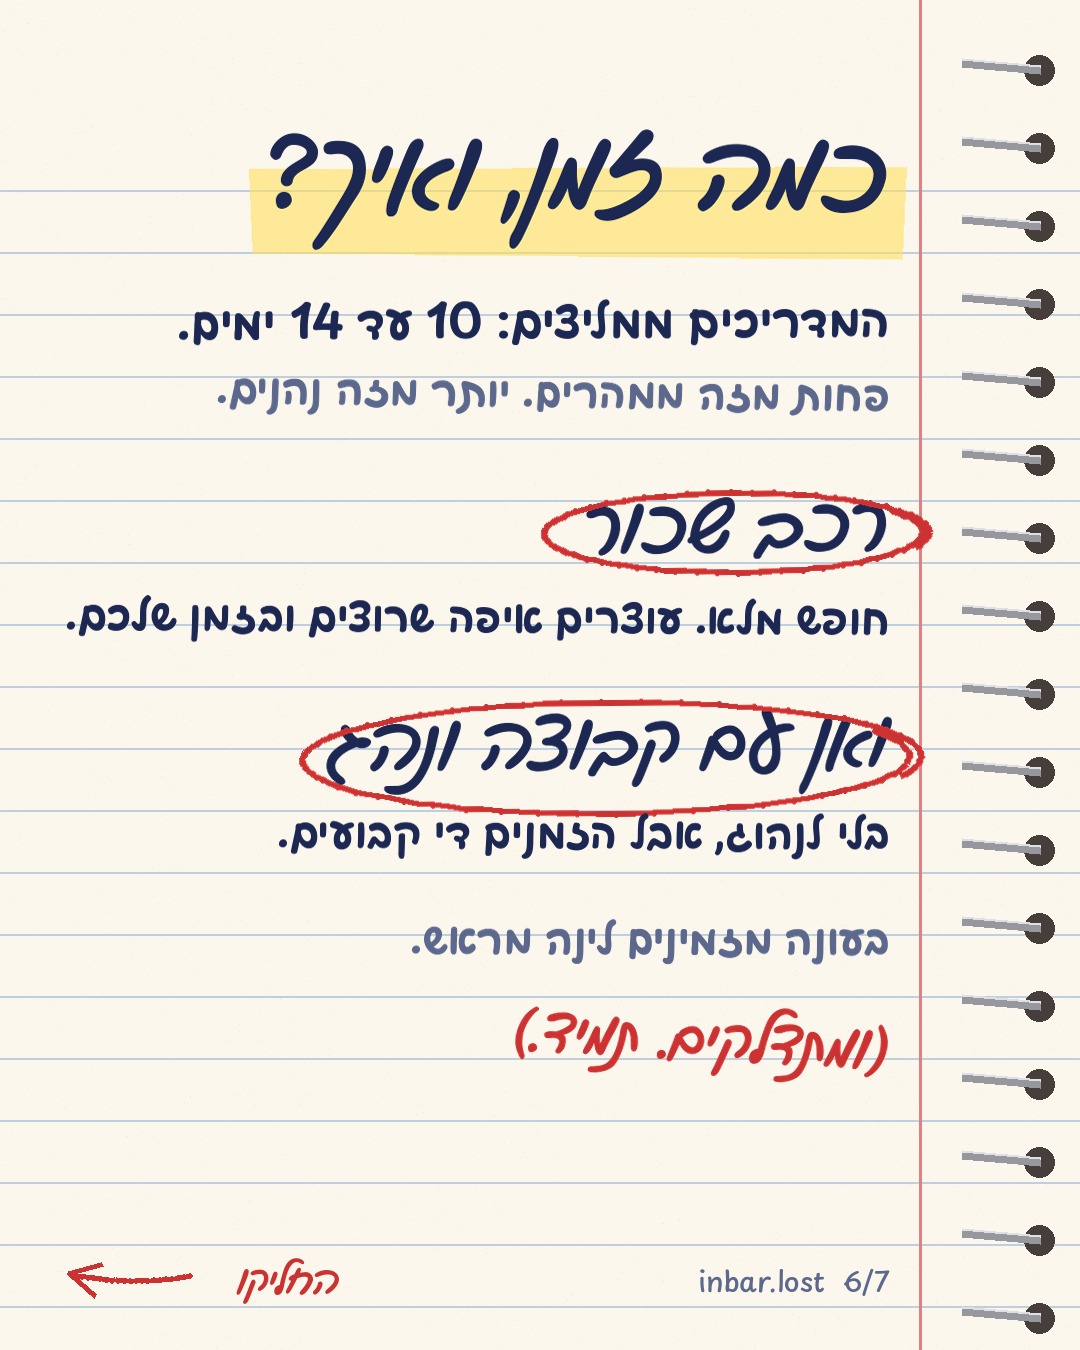 כמה זמן, ואיך?
המדריכים ממליצים: 10 עד 14 ימים.
פחות מזה ממהרים. יותר מזה נהנים.
רכב שכור
חופש מלא. עוצרים איפה שרוצים ובזמן שלכם.
ואן עם קבוצה ונהג
בלי לנהוג, אבל הזמנים די קבועים.
בעונה מזמינים לינה מראש.
(ומתצלקים. תמיד.)
inbar.lost 6/7
החליקו